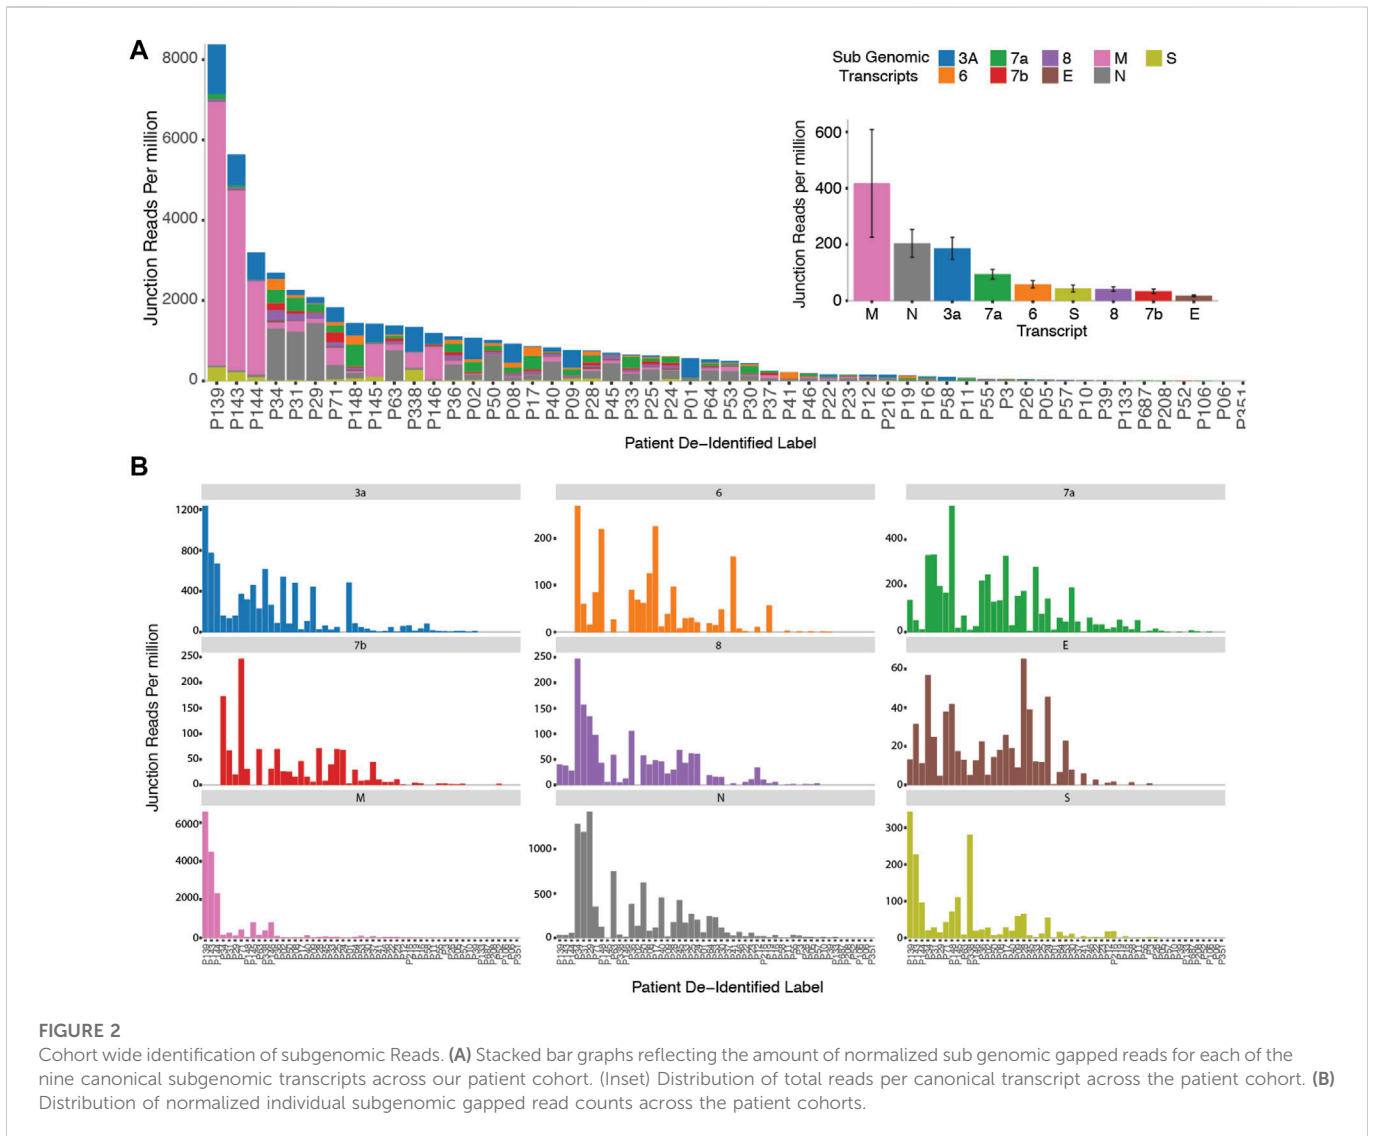 A
Junction Reads Per million
8000
6000
4000
2000
0
P139 P143 P144 P34 P31 P29 P71 P148 P145 P63 P338 P146 P36 P02 P50 P08 P17 P40 P09 P28 P45 P33 P25 P24 P01 P64 P53 P30 P37 P41 P46 P22 P23 P12 P216 P19 P16 P58 P11 P55 P3 P26 P05 P57 P10 P39 P133 P687 P208 P52 P106 P06 P351
Patient De-Identified Label
Sub Genomic Transcripts
3A 7a 8 M S
6 7b E N
Junction Reads per million
600
400
200
0
M N 3a 7a 6 S 8 7b E
Transcript
B
Junction Reads Per million
3a 6 7a
1200
800
400
0
200
100
0
400
200
0
7b 8 E
250
200
150
100
50
0
250
200
150
100
50
0
60
40
20
0
M N S
6000
4000
2000
0
1000
500
0
300
200
100
0
Patient De-Identified Label
FIGURE 2
Cohort wide identification of subgenomic Reads. (A) Stacked bar graphs reflecting the amount of normalized sub genomic gapped reads for each of the
nine canonical subgenomic transcripts across our patient cohort. (Inset) Distribution of total reads per canonical transcript across the patient cohort. (B)
Distribution of normalized individual subgenomic gapped read counts across the patient cohorts.